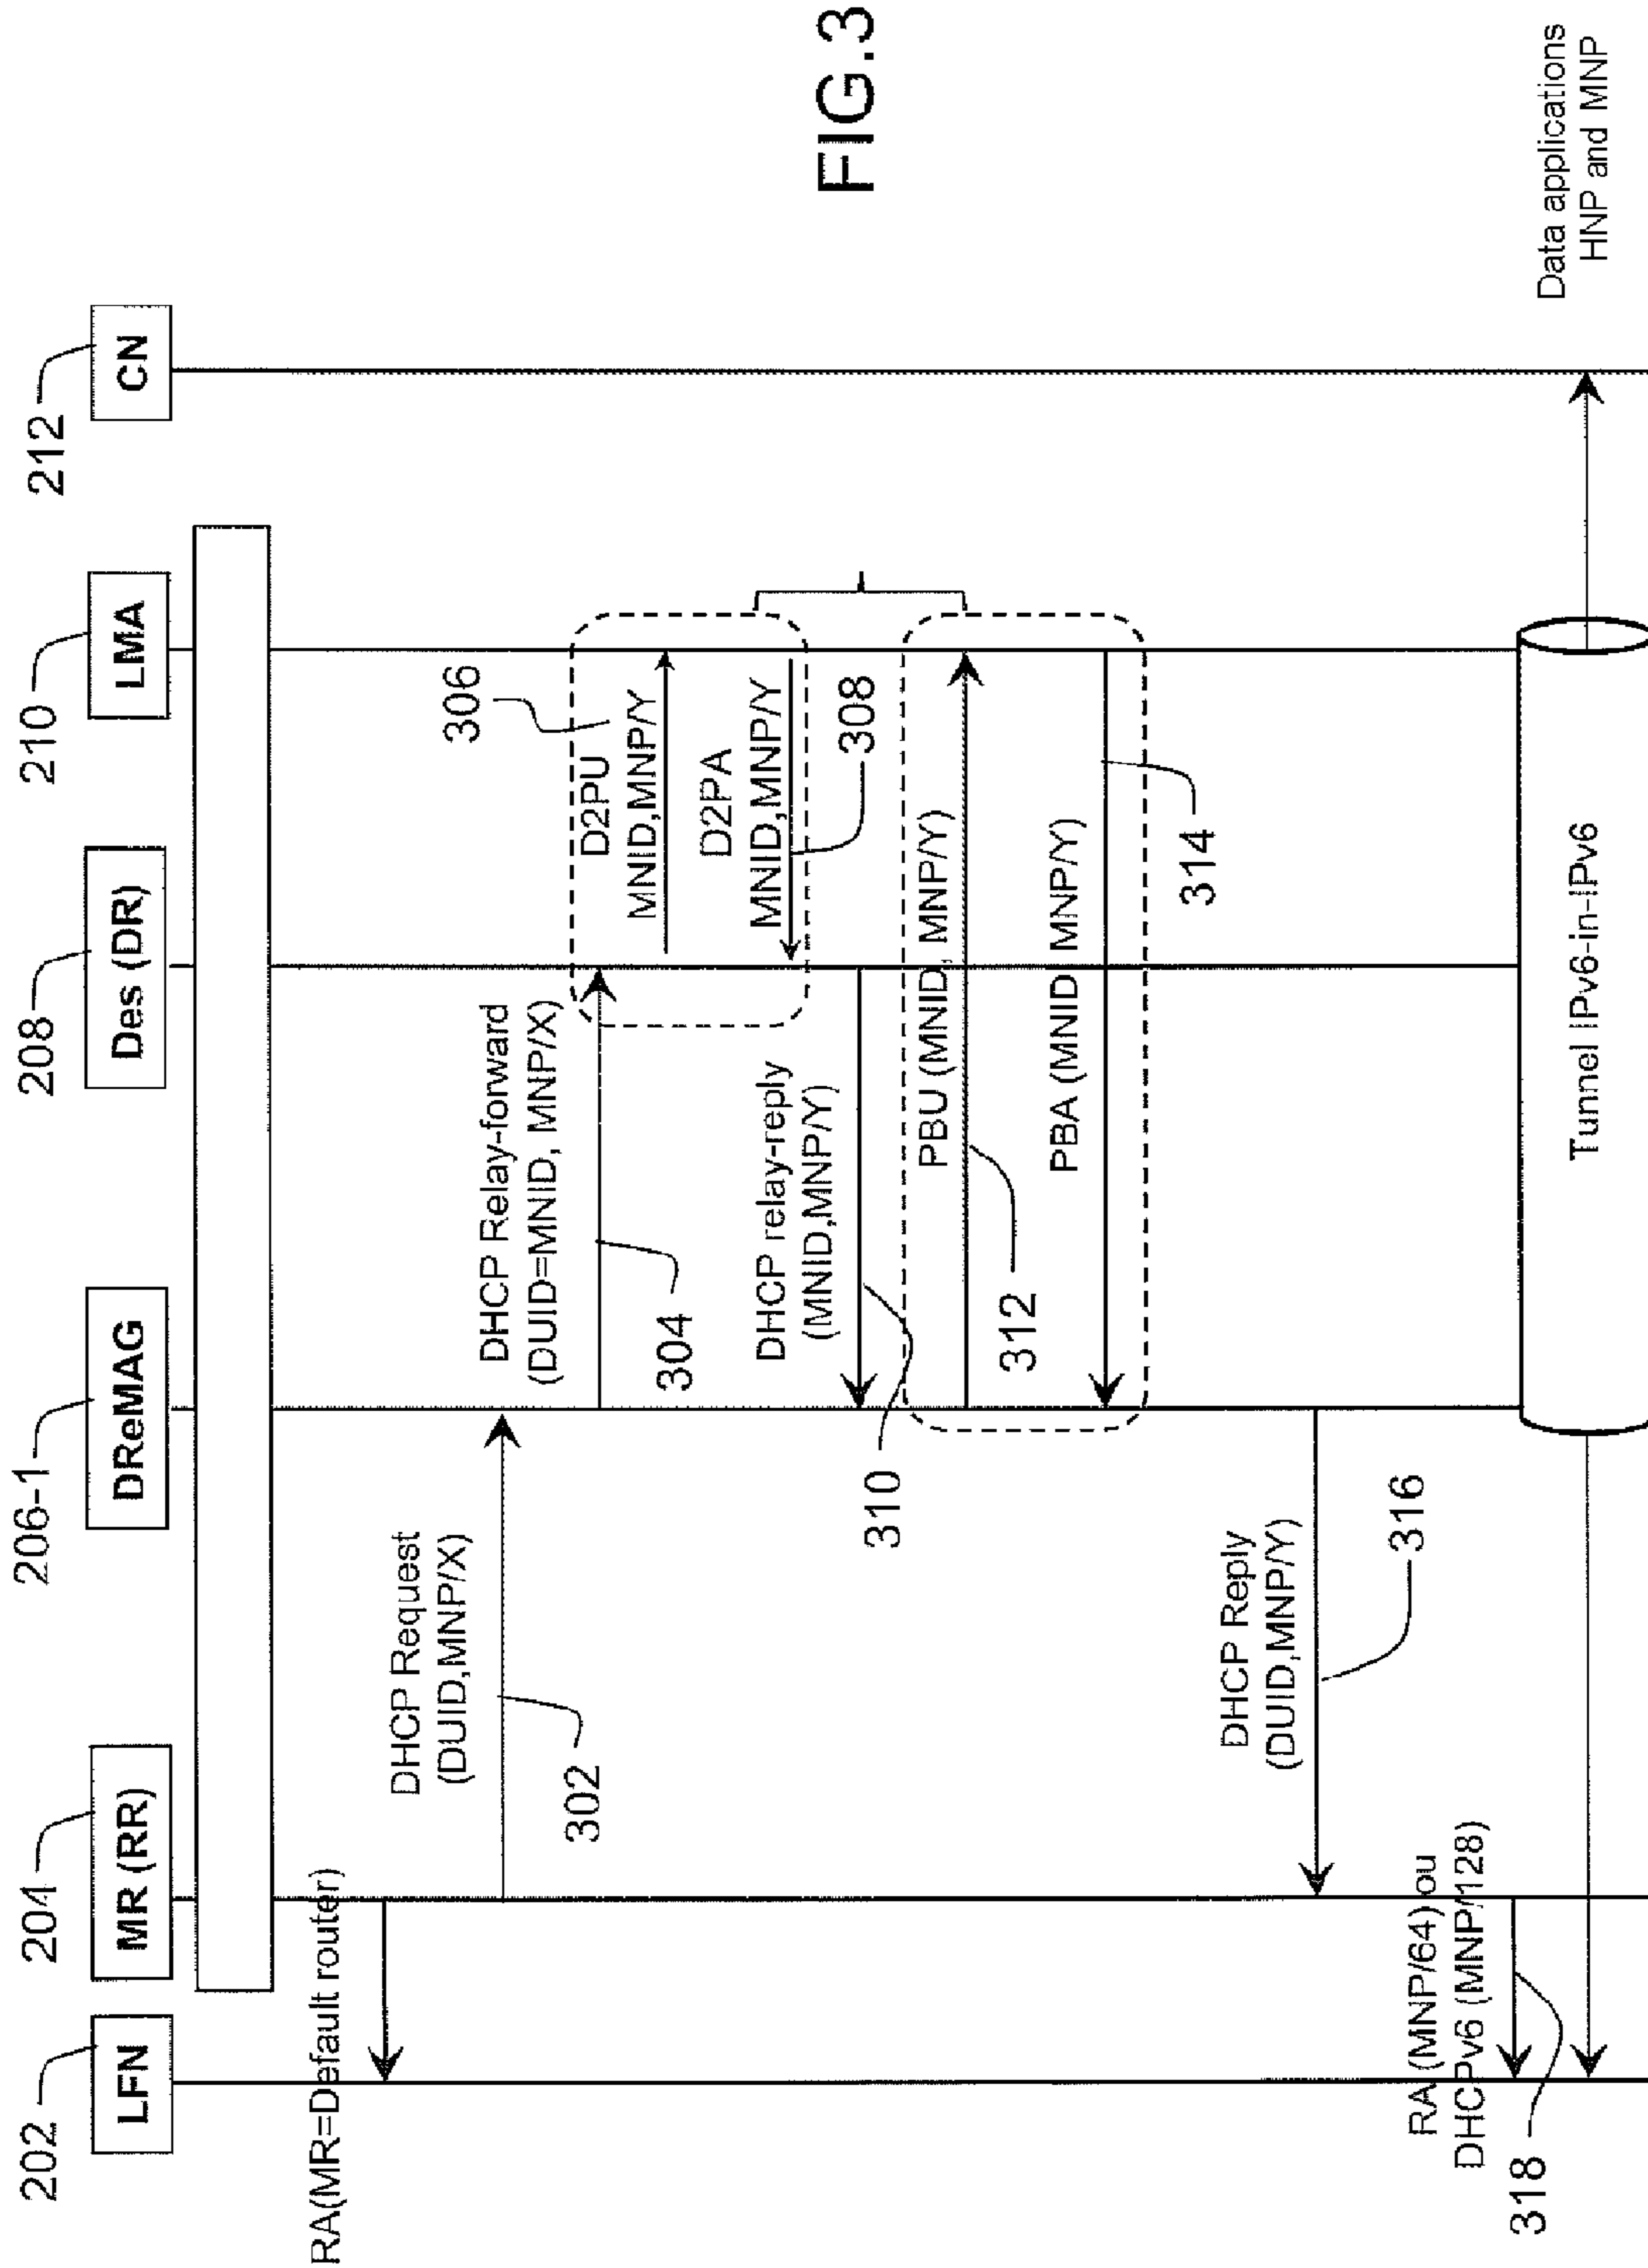 FIG.3
202
LFN
204
MR (RR)
206-1
DReMAG
208
Des (DR)
210
LMA
212
CN
RA(MR=Default router)
DHCP Request
(DUID,MNP/X)
302
DHCP Relay-forward
(DUID=MNID, MNP/X)
304
306
D2PU
MNID,MNP/Y
D2PA
MNID,MNP/Y
308
DHCP relay-reply
(MNID,MNP/Y)
310
PBU (MNID, MNP/Y)
312
PBA (MNID MNP/Y)
314
DHCP Reply
(DUID,MNP/Y)
316
RA (MNP/64) ou
DHCPv6 (MNP/128)
318
Tunnel IPv6-in-IPv6
Data applications
HNP and MNP